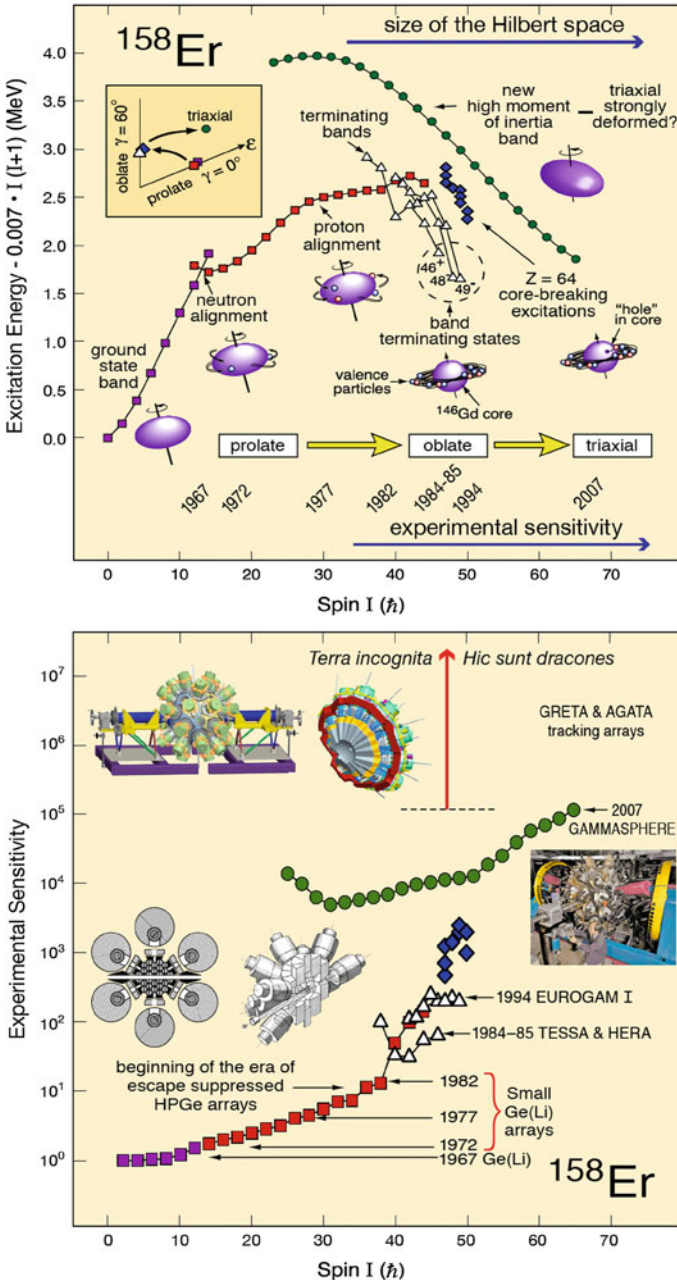 size of the Hilbert space
158Er
4.0
3.5
3.0
2.5
2.0
1.5
1.0
0.5
0.0
Excitation Energy - 0.007 • I (I+1) (MeV)
oblate γ = 60°
triaxial
ε
prolate γ = 0°
terminating
bands
new
high moment
of inertia
band
triaxial
strongly
deformed?
proton
alignment
neutron
alignment
ground
state
band
46+
48-
49-
band
terminating
states
Z = 64
core-breaking
excitations
"hole"
in core
valence
particles
146Gd core
prolate
oblate
triaxial
1967
1972
1977
1982
1984-85
1994
2007
experimental sensitivity
0
10
20
30
40
50
60
70
Spin I (ħ)
Terra incognita
Hic sunt dracones
GRETA & AGATA
tracking arrays
10^7
10^6
10^5
10^4
10^3
10^2
10^1
10^0
Experimental Sensitivity
2007
GAMMASPHERE
1994 EUROGAM I
1984–85 TESSA & HERA
beginning of the era of
escape suppressed
HPGe arrays
1982
1977
1972
1967 Ge(Li)
Small
Ge(Li)
arrays
158Er
0
10
20
30
40
50
60
70
Spin I (ħ)